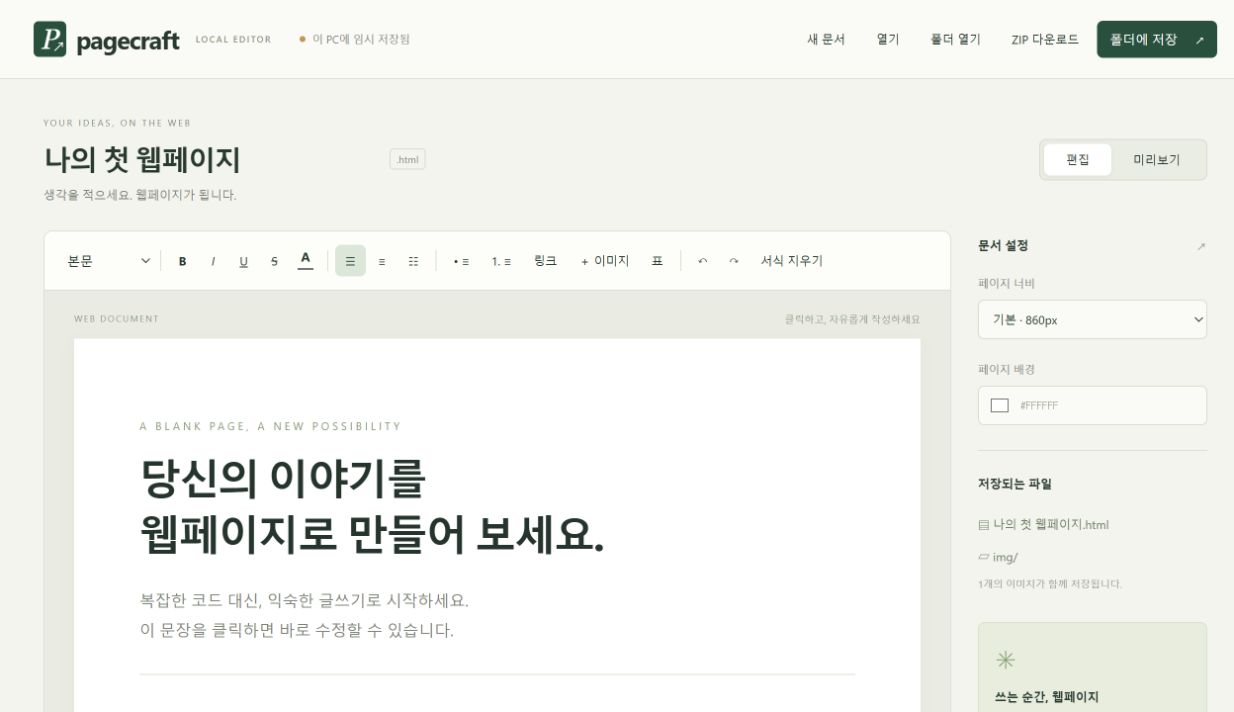 P pagecraft LOCAL EDITOR 이 PC에 임시 저장됨 새 문서 열기 폴더 열기 ZIP 다운로드 폴더에 저장 ↗
YOUR IDEAS, ON THE WEB
나의 첫 웹페이지 .html 편집 미리보기
생각을 적으세요. 웹페이지가 됩니다.
본문 B I U S A • ≡ 1. ≡ 링크 + 이미지 표 ↶ ↷ 서식 지우기
WEB DOCUMENT 클릭하고, 자유롭게 작성하세요
A BLANK PAGE, A NEW POSSIBILITY
당신의 이야기를
웹페이지로 만들어 보세요.
복잡한 코드 대신, 익숙한 글쓰기로 시작하세요.
이 문장을 클릭하면 바로 수정할 수 있습니다.
문서 설정 ↗
페이지 너비
기본 · 860px
페이지 배경
#FFFFFF
저장되는 파일
나의 첫 웹페이지.html
img/
1개의 이미지가 함께 저장됩니다.
쓰는 순간, 웹페이지